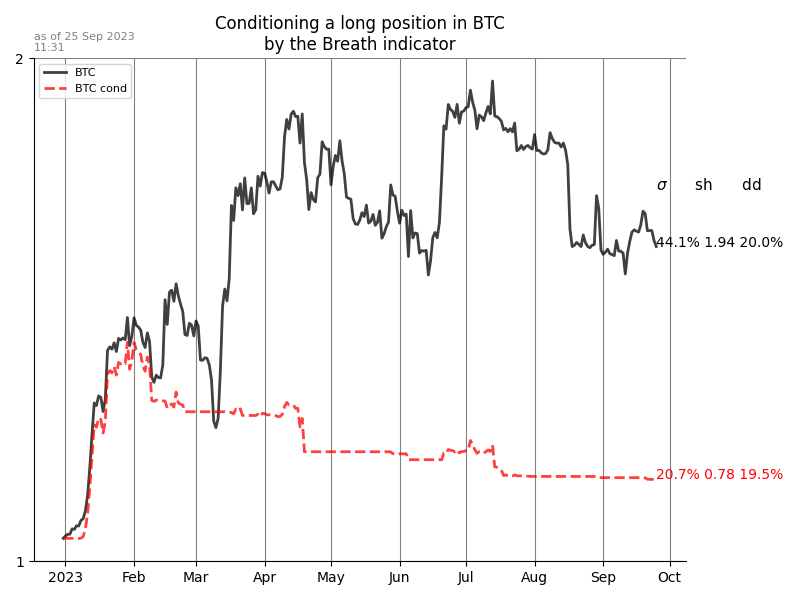 Conditioning a long position in BTC
by the Breath indicator
as of 25 Sep 2023
11:31
2
BTC
BTC cond
σ sh dd
44.1% 1.94 20.0%
20.7% 0.78 19.5%
1
2023 Feb Mar Apr May Jun Jul Aug Sep Oct